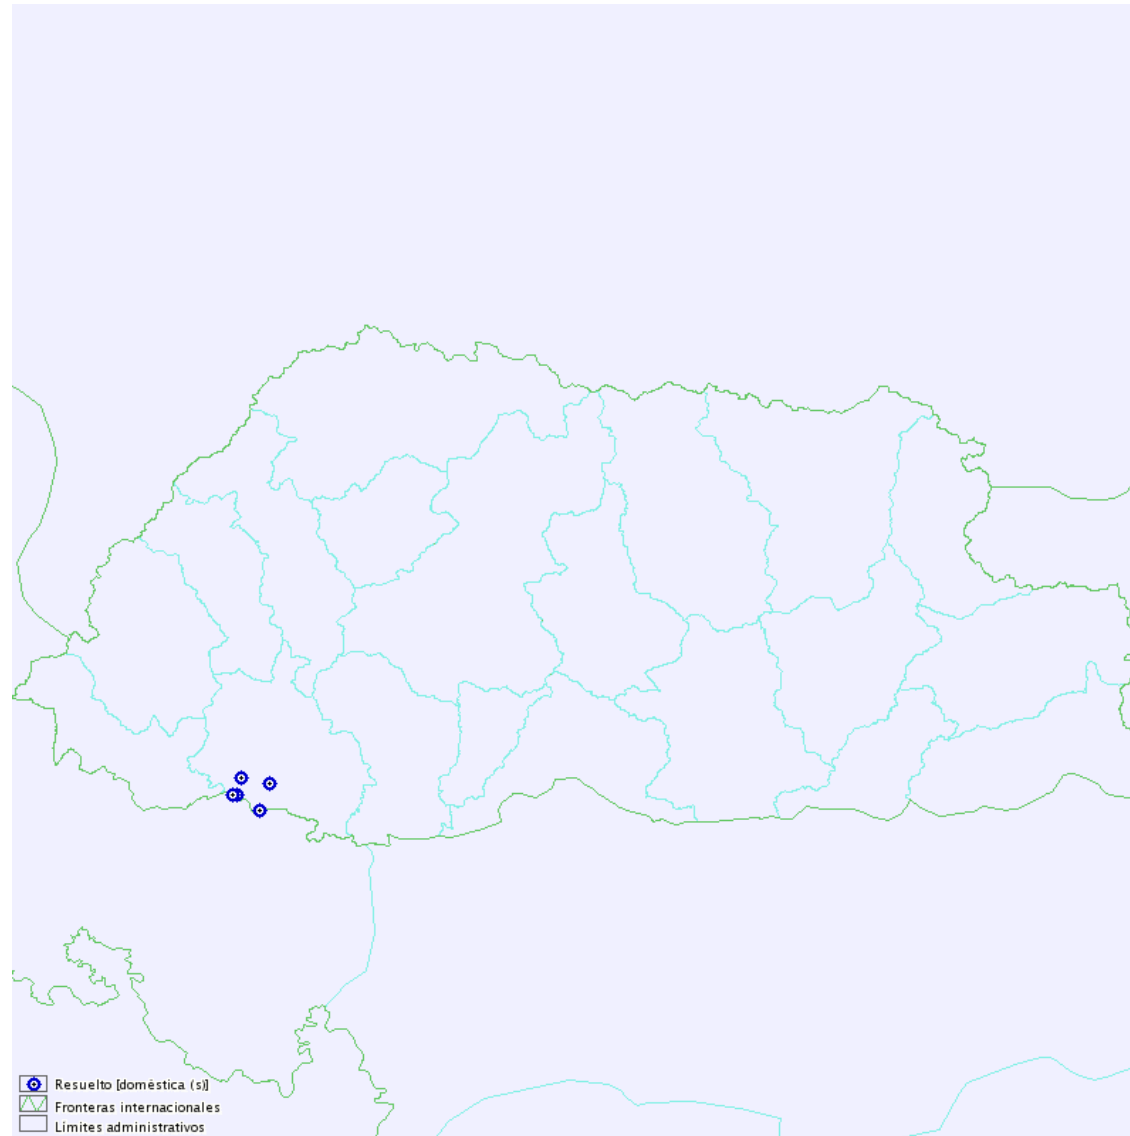 Resuelto [doméstica (s)]
Fronteras internacionales
Límites administrativos